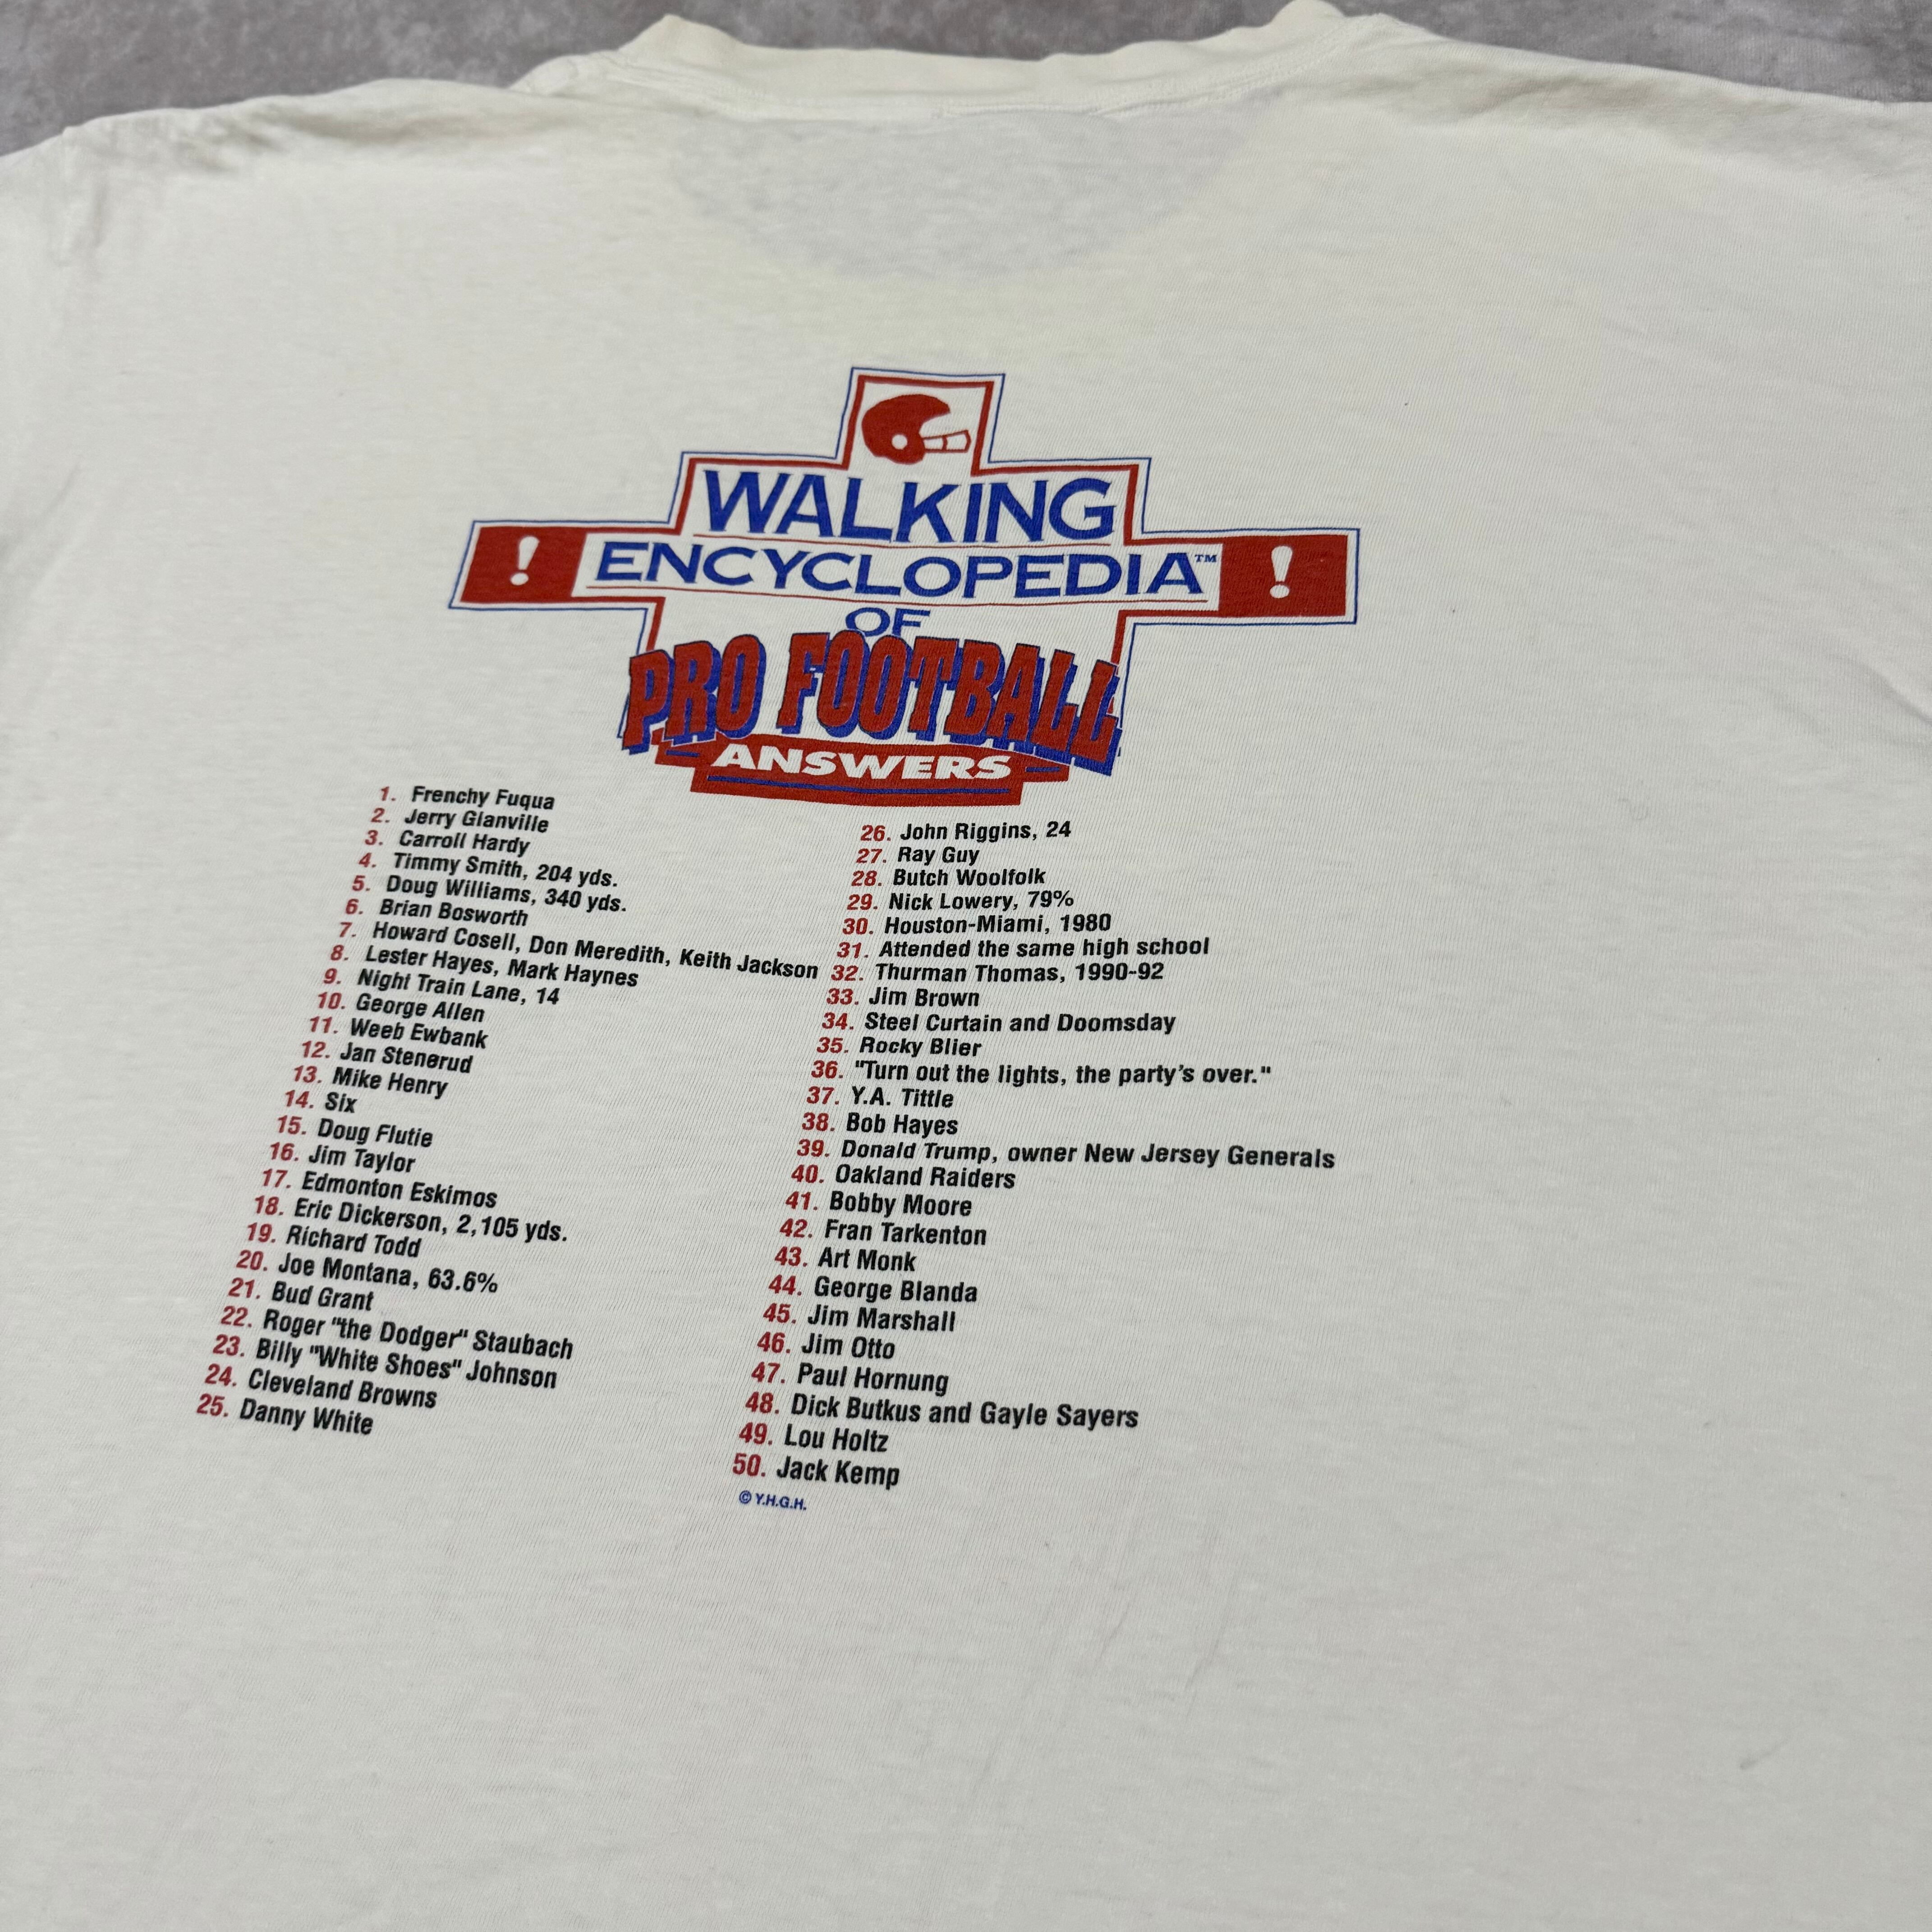 WALKING
! ENCYCLOPEDIA™ !
OF
PRO FOOTBALL
ANSWERS
1. Frenchy Fuqua
2. Jerry Glanville
3. Carroll Hardy
4. Timmy Smith, 204 yds.
5. Doug Williams, 340 yds.
6. Brian Bosworth
7. Howard Cosell, Don Meredith, Keith Jackson
8. Lester Hayes, Mark Haynes
9. Night Train Lane, 14
10. George Allen
11. Weeb Ewbank
12. Jan Stenerud
13. Mike Henry
14. Six
15. Doug Flutie
16. Jim Taylor
17. Edmonton Eskimos
18. Eric Dickerson, 2,105 yds.
19. Richard Todd
20. Joe Montana, 63.6%
21. Bud Grant
22. Roger "the Dodger" Staubach
23. Billy "White Shoes" Johnson
24. Cleveland Browns
25. Danny White
26. John Riggins, 24
27. Ray Guy
28. Butch Woolfolk
29. Nick Lowery, 79%
30. Houston-Miami, 1980
31. Attended the same high school
32. Thurman Thomas, 1990-92
33. Jim Brown
34. Steel Curtain and Doomsday
35. Rocky Blier
36. "Turn out the lights, the party's over."
37. Y.A. Tittle
38. Bob Hayes
39. Donald Trump, owner New Jersey Generals
40. Oakland Raiders
41. Bobby Moore
42. Fran Tarkenton
43. Art Monk
44. George Blanda
45. Jim Marshall
46. Jim Otto
47. Paul Hornung
48. Dick Butkus and Gayle Sayers
49. Lou Holtz
50. Jack Kemp
© Y.H.G.H.